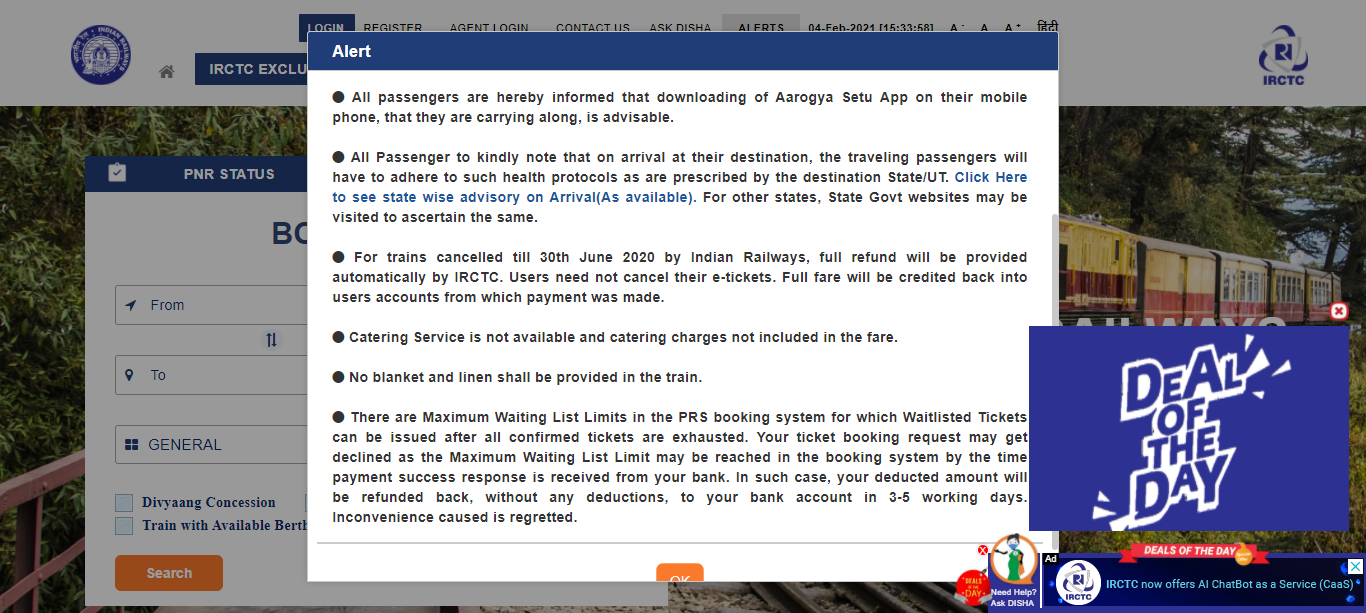 LOGIN REGISTER AGENT LOGIN CONTACT US ASK DISHA ALERTS 04-Feb-2021 [15:33:58] A - A A + हिंदी
INDIAN RAILWAYS
IRCTC EXCLU
IRCTC
Alert
● All passengers are hereby informed that downloading of Aarogya Setu App on their mobile
phone, that they are carrying along, is advisable.
● All Passenger to kindly note that on arrival at their destination, the traveling passengers will
have to adhere to such health protocols as are prescribed by the destination State/UT. Click Here
to see state wise advisory on Arrival(As available). For other states, State Govt websites may be
visited to ascertain the same.
● For trains cancelled till 30th June 2020 by Indian Railways, full refund will be provided
automatically by IRCTC. Users need not cancel their e-tickets. Full fare will be credited back into
users accounts from which payment was made.
● Catering Service is not available and catering charges not included in the fare.
● No blanket and linen shall be provided in the train.
● There are Maximum Waiting List Limits in the PRS booking system for which Waitlisted Tickets
can be issued after all confirmed tickets are exhausted. Your ticket booking request may get
declined as the Maximum Waiting List Limit may be reached in the booking system by the time
payment success response is received from your bank. In such case, your deducted amount will
be refunded back, without any deductions, to your bank account in 3-5 working days.
Inconvenience caused is regretted.
OK
PNR STATUS
BO
From
To
GENERAL
Divyaang Concession
Train with Available Berth
Search
DEAL
OF
THE
DAY
DEALS OF THE DAY
DEALS
OF THE
DAY
Need Help?
Ask DISHA
Ad
IRCTC
IRCTC now offers AI ChatBot as a Service (CaaS)